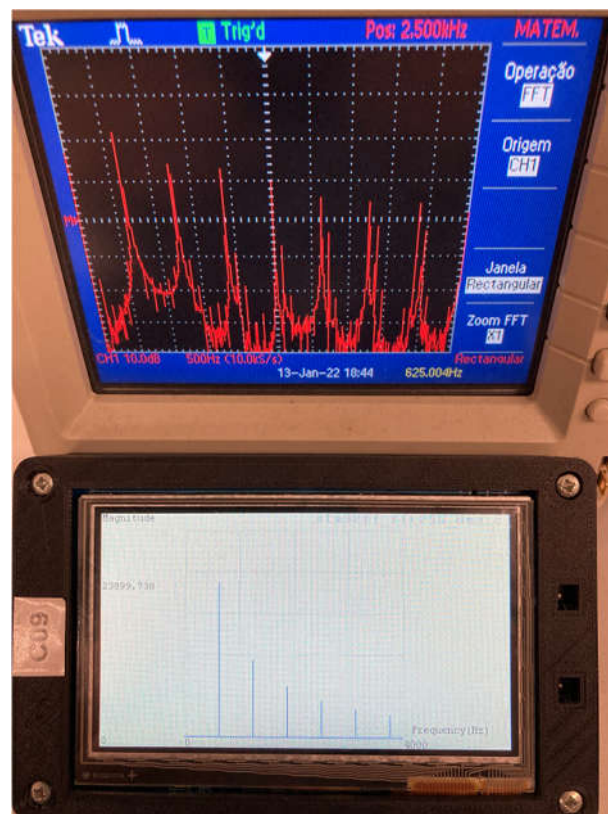 Tek Trig'd Pos: 2.500kHz MATEM.
Operação
FFT
Origem
CH1
Janela
Rectangular
Zoom FFT
X1
CH1 10.0dB 500Hz (10.0kS/s) Rectangular
13-Jan-22 18:44 625.004Hz
Magnitude
23899.738
C09
Frequency(Hz)
0 0 4000